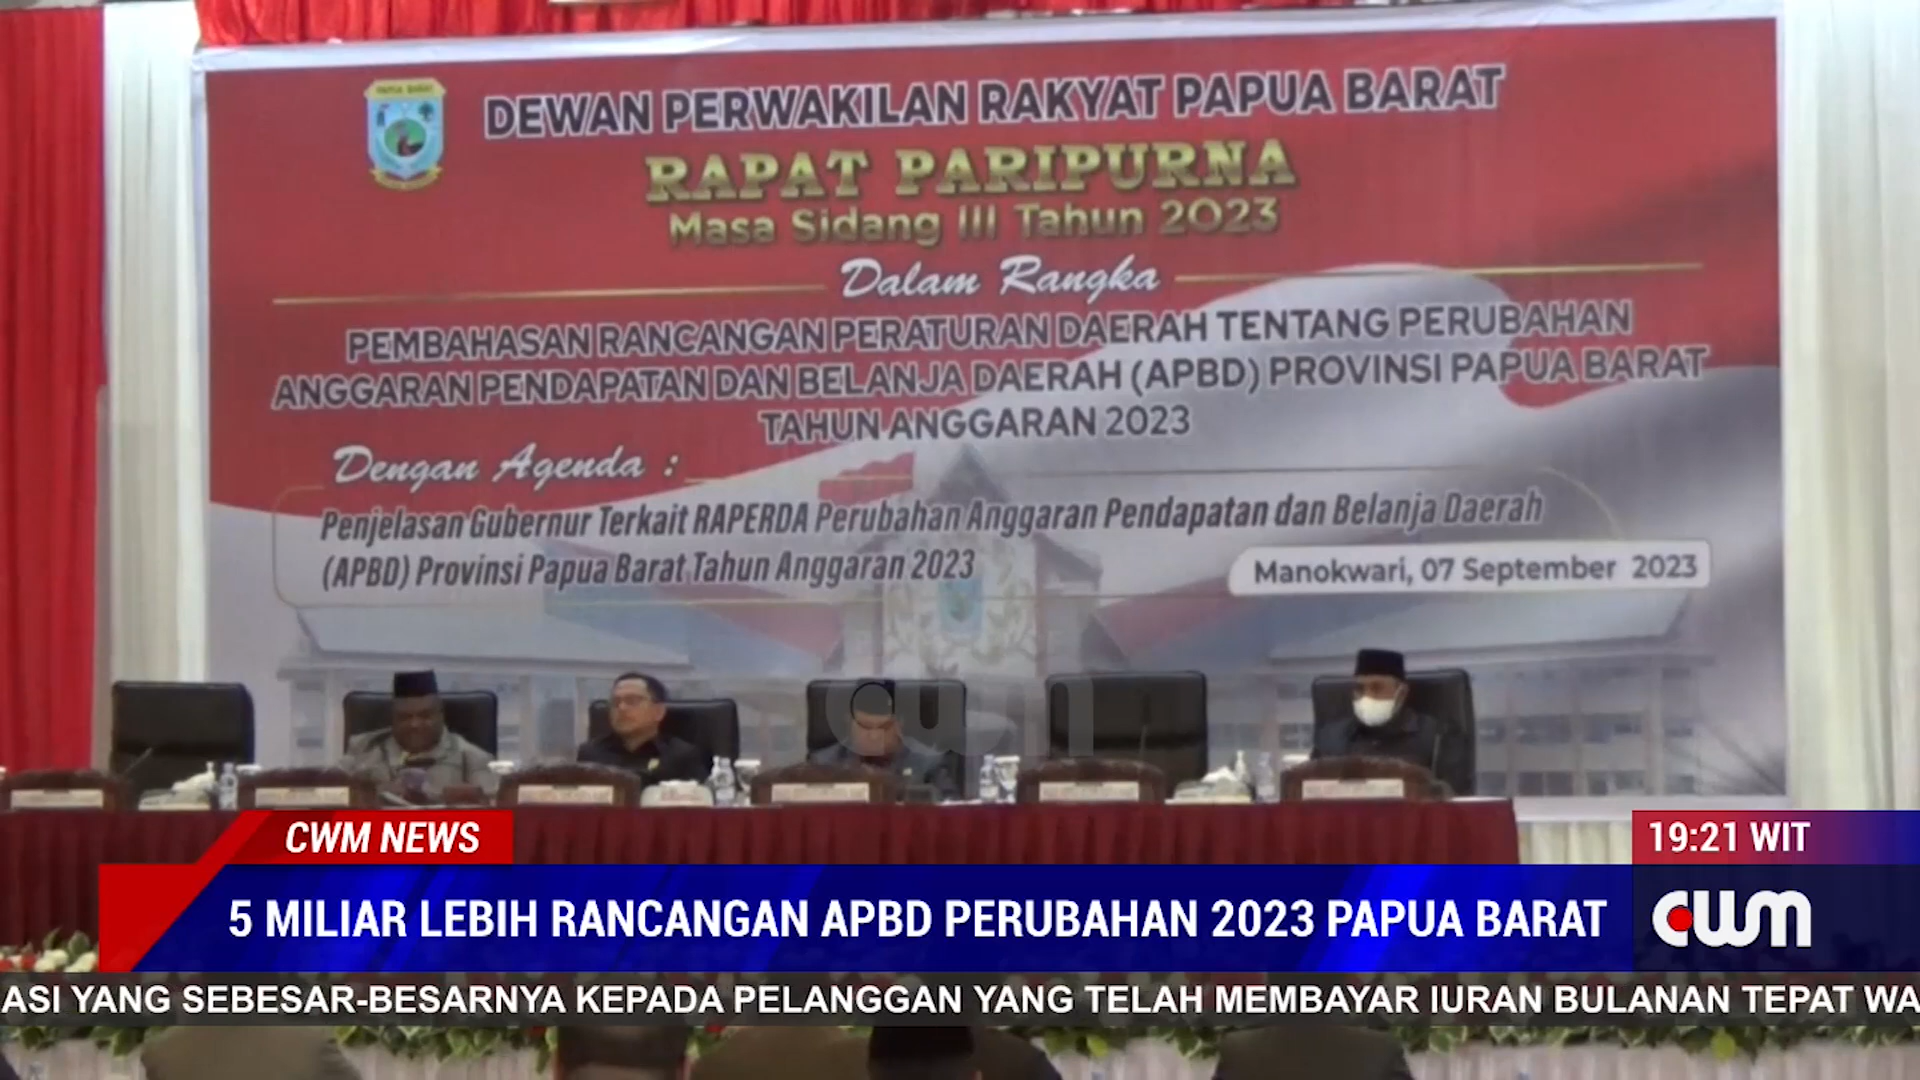 PAPUA BARAT
DEWAN PERWAKILAN RAKYAT PAPUA BARAT
RAPAT PARIPURNA
Masa Sidang III Tahun 2023
Dalam Rangka
PEMBAHASAN RANCANGAN PERATURAN DAERAH TENTANG PERUBAHAN
ANGGARAN PENDAPATAN DAN BELANJA DAERAH (APBD) PROVINSI PAPUA BARAT
TAHUN ANGGARAN 2023
Dengan Agenda :
Penjelasan Gubernur Terkait RAPERDA Perubahan Anggaran Pendapatan dan Belanja Daerah
(APBD) Provinsi Papua Barat Tahun Anggaran 2023
Manokwari, 07 September 2023
cwm
CWM NEWS
19:21 WIT
5 MILIAR LEBIH RANCANGAN APBD PERUBAHAN 2023 PAPUA BARAT
cwm
ASI YANG SEBESAR-BESARNYA KEPADA PELANGGAN YANG TELAH MEMBAYAR IURAN BULANAN TEPAT WA